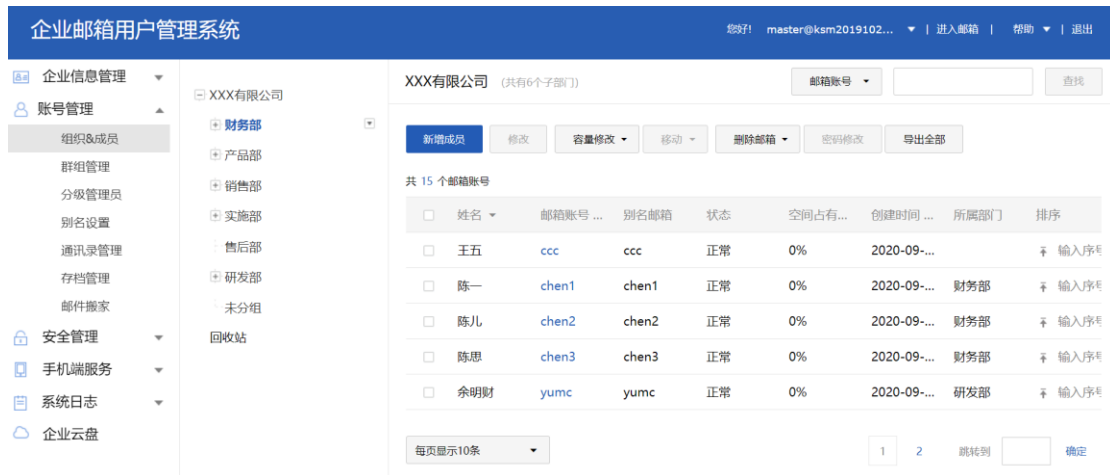 企业邮箱用户管理系统
您好! master@ksm2019102... ▼ | 进入邮箱 | 帮助 ▼ | 退出
企业信息管理
账号管理
组织&成员
群组管理
分级管理员
别名设置
通讯录管理
存档管理
邮件搬家
安全管理
手机端服务
系统日志
企业云盘
XXX有限公司
财务部
产品部
销售部
实施部
售后部
研发部
未分组
回收站
XXX有限公司 (共有6个子部门)
邮箱账号 查找
新增成员 修改 容量修改 移动 删除邮箱 密码修改 导出全部
共 15 个邮箱账号
姓名 邮箱账号 ... 别名邮箱 状态 空间占有... 创建时间 ... 所属部门 排序
王五 ccc ccc 正常 0% 2020-09-... 输入序号
陈一 chen1 chen1 正常 0% 2020-09-... 财务部 输入序号
陈儿 chen2 chen2 正常 0% 2020-09-... 财务部 输入序号
陈思 chen3 chen3 正常 0% 2020-09-... 财务部 输入序号
余明财 yumc yumc 正常 0% 2020-09-... 研发部 输入序号
每页显示10条 1 2 跳转到 确定